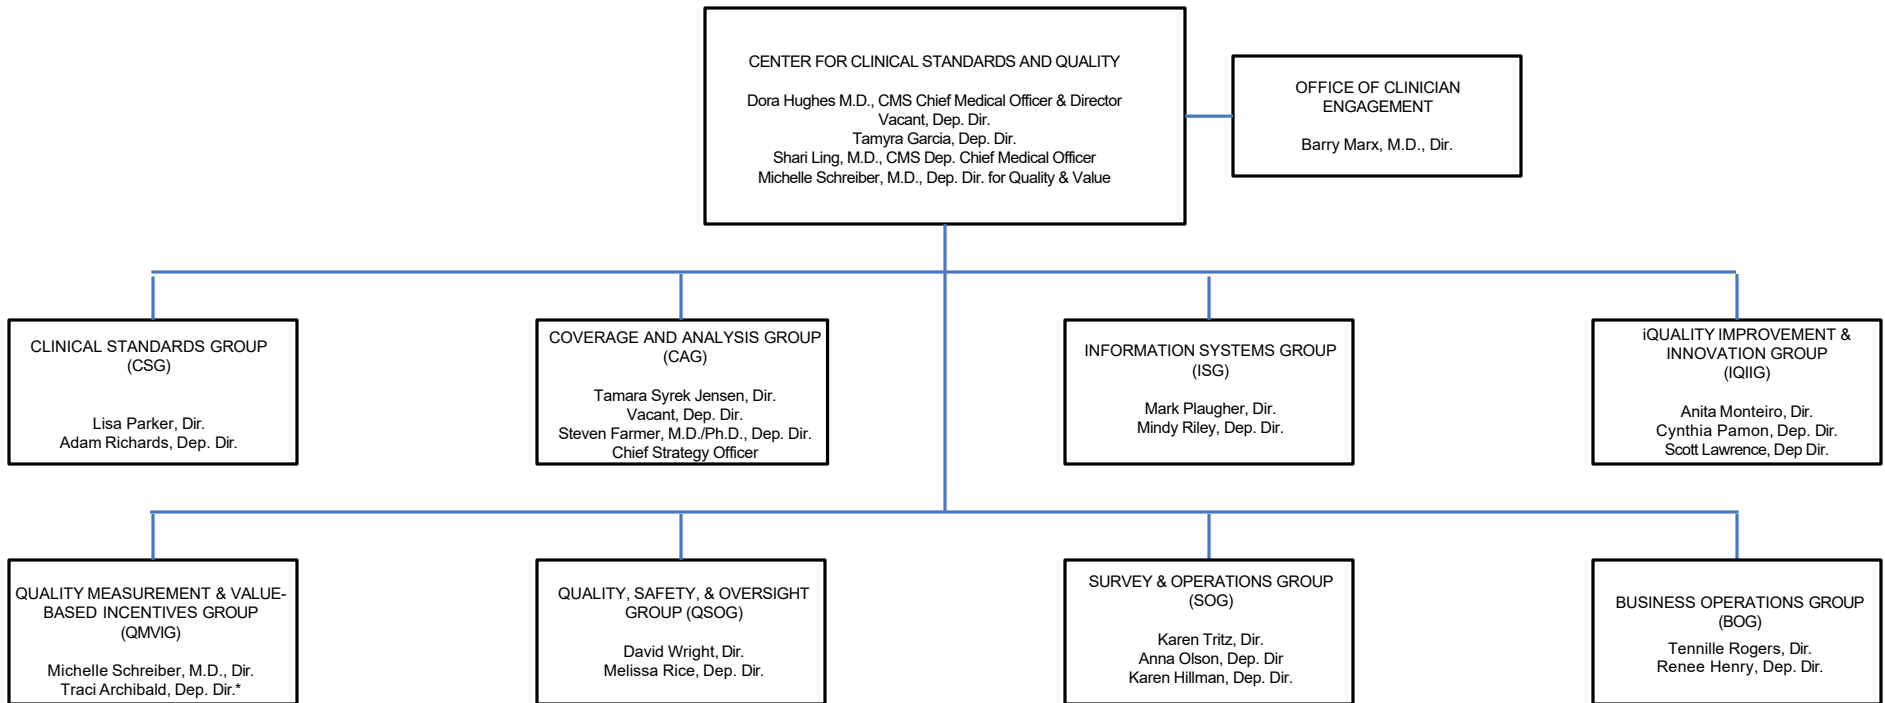 CENTER FOR CLINICAL STANDARDS AND QUALITY
Dora Hughes M.D., CMS Chief Medical Officer & Director
Vacant, Dep. Dir.
Tamyra Garcia, Dep. Dir.
Shari Ling, M.D., CMS Dep. Chief Medical Officer
Michelle Schreiber, M.D., Dep. Dir. for Quality & Value
OFFICE OF CLINICIAN
ENGAGEMENT
Barry Marx, M.D., Dir.
CLINICAL STANDARDS GROUP
(CSG)
Lisa Parker, Dir.
Adam Richards, Dep. Dir.
COVERAGE AND ANALYSIS GROUP
(CAG)
Tamara Syrek Jensen, Dir.
Vacant, Dep. Dir.
Steven Farmer, M.D./Ph.D., Dep. Dir.
Chief Strategy Officer
INFORMATION SYSTEMS GROUP
(ISG)
Mark Plaugher, Dir.
Mindy Riley, Dep. Dir.
iQUALITY IMPROVEMENT &
INNOVATION GROUP
(IQIIG)
Anita Monteiro, Dir.
Cynthia Pamon, Dep. Dir.
Scott Lawrence, Dep Dir.
QUALITY MEASUREMENT & VALUE-
BASED INCENTIVES GROUP
(QMVIG)
Michelle Schreiber, M.D., Dir.
Traci Archibald, Dep. Dir.*
QUALITY, SAFETY, & OVERSIGHT
GROUP (QSOG)
David Wright, Dir.
Melissa Rice, Dep. Dir.
SURVEY & OPERATIONS GROUP
(SOG)
Karen Tritz, Dir.
Anna Olson, Dep. Dir
Karen Hillman, Dep. Dir.
BUSINESS OPERATIONS GROUP
(BOG)
Tennille Rogers, Dir.
Renee Henry, Dep. Dir.